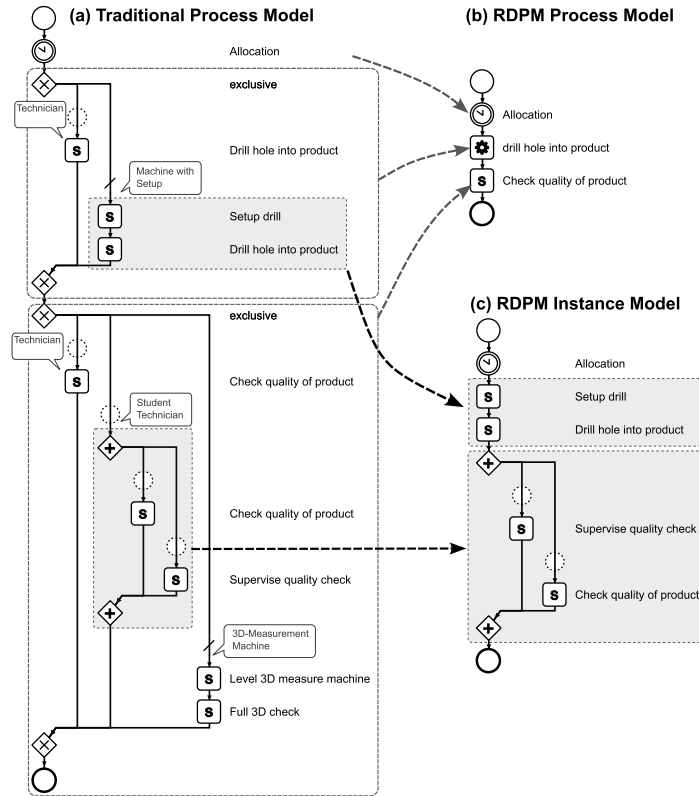 (a) Traditional Process Model
Allocation
exclusive
Technician
Drill hole into product
Machine with
Setup
S
S
Setup drill
S
Drill hole into product
exclusive
Technician
S
Check quality of product
Student
Technician
S
Check quality of product
S
Supervise quality check
3D-Measurement
Machine
S
Level 3D measure machine
S
Full 3D check
(b) RDPM Process Model
Allocation
drill hole into product
S
Check quality of product
(c) RDPM Instance Model
Allocation
S
Setup drill
S
Drill hole into product
S
Supervise quality check
S
Check quality of product